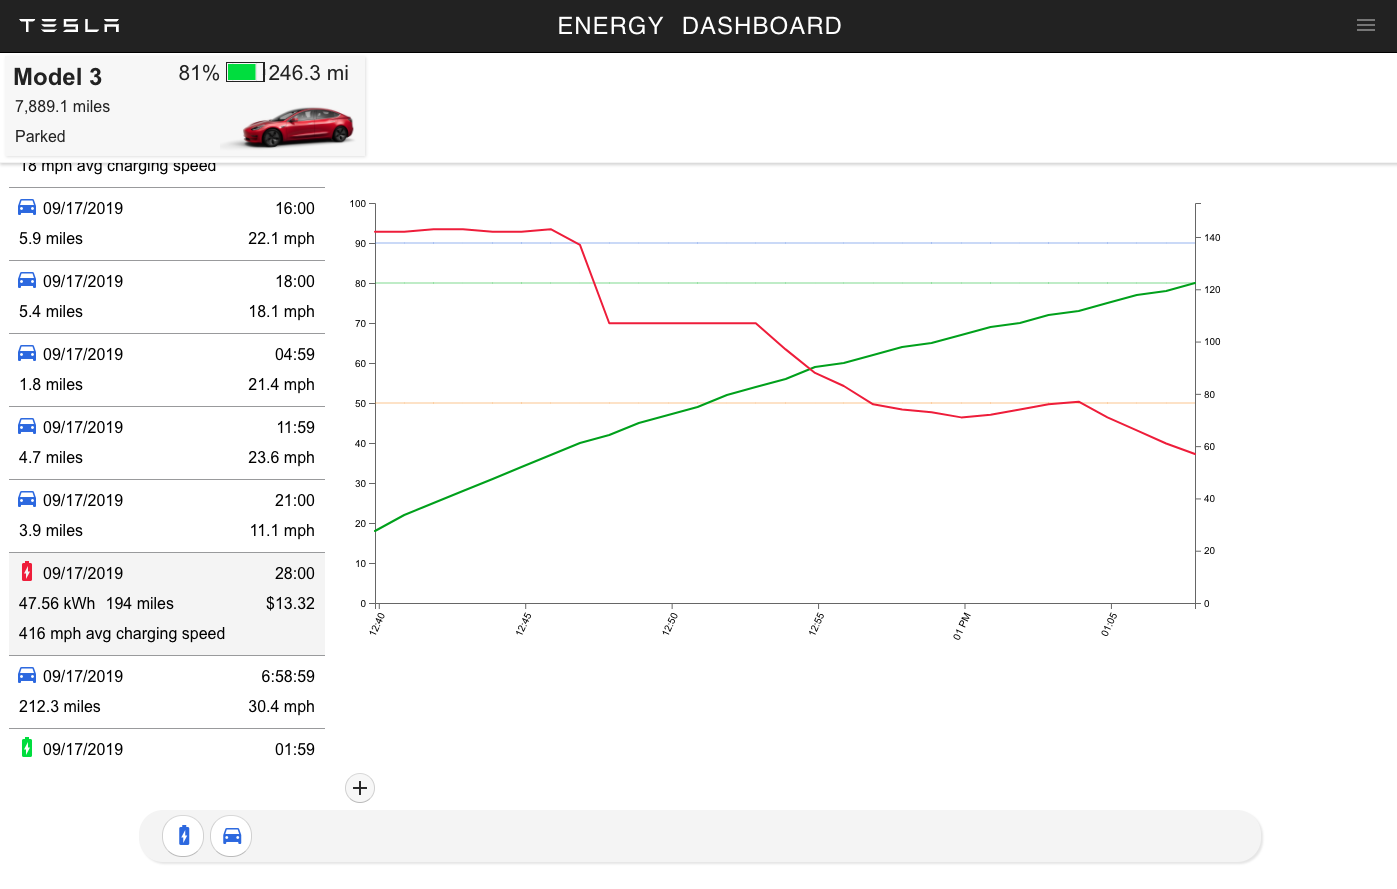 TESLA
ENERGY DASHBOARD
Model 3
81% 246.3 mi
7,889.1 miles
Parked
18 mph avg charging speed
09/17/2019 16:00
5.9 miles 22.1 mph
09/17/2019 18:00
5.4 miles 18.1 mph
09/17/2019 04:59
1.8 miles 21.4 mph
09/17/2019 11:59
4.7 miles 23.6 mph
09/17/2019 21:00
3.9 miles 11.1 mph
09/17/2019 28:00
47.56 kWh 194 miles $13.32
416 mph avg charging speed
09/17/2019 6:58:59
212.3 miles 30.4 mph
09/17/2019 01:59
100
90
80
70
60
50
40
30
20
10
0
140
120
100
80
60
40
20
0
12:40 12:45 12:50 12:55 01 PM 01:05
+